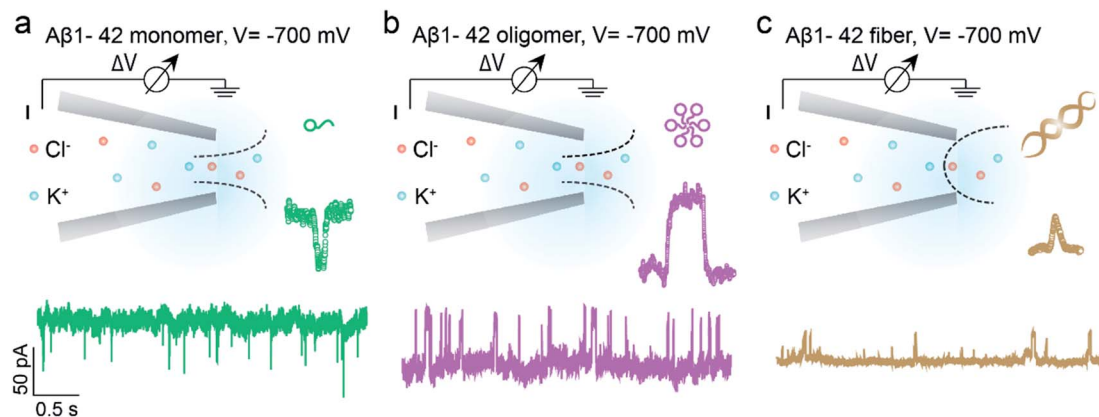 a
Aβ1- 42 monomer, V= -700 mV
ΔV
I
Cl-
K+
50 pA
0.5 s
b
Aβ1- 42 oligomer, V= -700 mV
ΔV
I
Cl-
K+
c
Aβ1- 42 fiber, V= -700 mV
ΔV
I
Cl-
K+